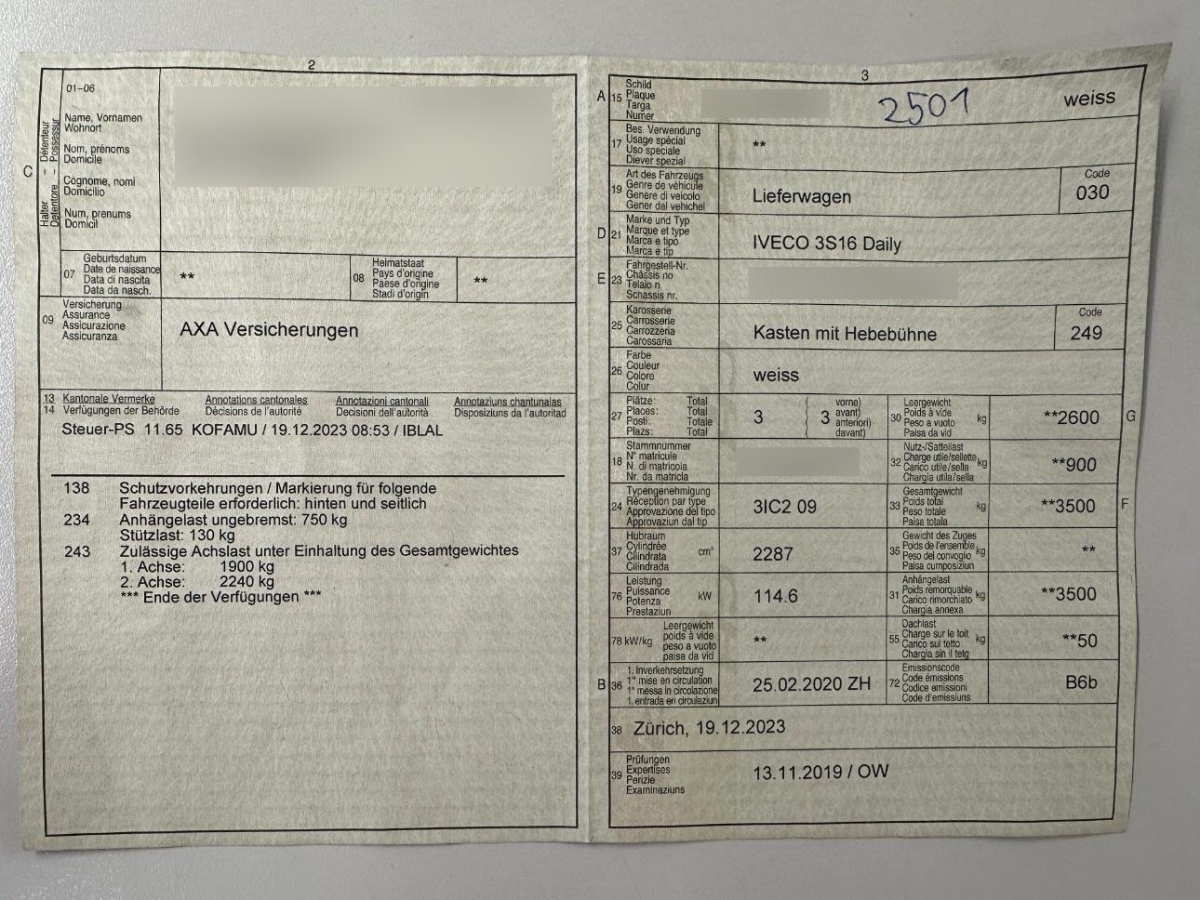 2
C
Halter - Détenteur
Detentore - Possessur
01–06
Name, Vornamen
Wohnort
Nom, prénoms
Domicile
Cognome, nomi
Domicilio
Num, prenums
Domicil
07
Geburtsdatum
Date de naissance
Data di nascita
Data da nasch.
**
08
Heimatstaat
Pays d'origine
Paese d'origine
Stadi d'origin
**
09
Versicherung
Assurance
Assicurazione
Assicuranza
AXA Versicherungen
13 Kantonale Vermerke Annotations cantonales Annotazioni cantonali Annotaziuns chantunalas
14 Verfügungen der Behörde Décisions de l'autorité Decisioni dell'autorità Disposiziuns da l'autoritad
Steuer-PS 11.65 KOFAMU / 19.12.2023 08:53 / IBLAL
138 Schutzvorkehrungen / Markierung für folgende
Fahrzeugteile erforderlich: hinten und seitlich
234 Anhängelast ungebremst: 750 kg
Stützlast: 130 kg
243 Zulässige Achslast unter Einhaltung des Gesamtgewichtes
1. Achse: 1900 kg
2. Achse: 2240 kg
*** Ende der Verfügungen ***
3
A 15
Schild
Plaque
Targa
Numer
2501 weiss
17
Bes. Verwendung
Usage spécial
Uso speciale
Diever spezial
**
19
Art des Fahrzeugs
Genre de véhicule
Genere di veicolo
Gener dal vehichel
Lieferwagen
Code
030
D 21
Marke und Typ
Marque et type
Marca e tipo
Marca e tip
IVECO 3S16 Daily
E 23
Fahrgestell-Nr.
Châssis no
Telaio n.
Schassis nr.
25
Karosserie
Carrosserie
Carrozzeria
Carossaria
Kasten mit Hebebühne
Code
249
26
Farbe
Couleur
Colore
Colur
weiss
27
Plätze: Total
Places: Total
Posti: Totale
Plazs: Total
3
3
vorne)
avant)
anteriori)
davant)
30
Leergewicht
Poids à vide
Peso a vuoto
Paisa da vid
kg
**2600
G
18
Stammnummer
N° matricule
N. di matricola
Nr. da matricla
32
Nutz-/Sattellast
Charge utile/sellette
Carico utile/sella
Chargia utila/sella
kg
**900
24
Typengenehmigung
Réception par type
Approvazione del tipo
Approvaziun dal tip
3IC2 09
33
Gesamtgewicht
Poids total
Peso totale
Paisa totala
kg
**3500
F
37
Hubraum
Cylindrée
Cilindrata
Cilindrada
cm³
2287
35
Gewicht des Zuges
Poids de l'ensemble
Peso del convoglio
Paisa cumposiziun
kg
**
76
Leistung
Puissance
Potenza
Prestaziun
kW
114.6
31
Anhängelast
Poids remorquable
Carico rimorchiato
Chargia annexa
kg
**3500
78 kW/kg
Leergewicht
poids à vide
peso a vuoto
paisa da vid
**
55
Dachlast
Charge sur le toit
Carico sul tetto
Chargia sin il tetg
kg
**50
B 36
1. Inverkehrsetzung
1re mise en circulation
1a messa in circolazione
1. entrada en circulaziun
25.02.2020 ZH
72
Emissionscode
Code émissions
Codice emissioni
Code d'emissiuns
B6b
38 Zürich, 19.12.2023
39
Prüfungen
Expertises
Perizie
Examinaziuns
13.11.2019 / OW